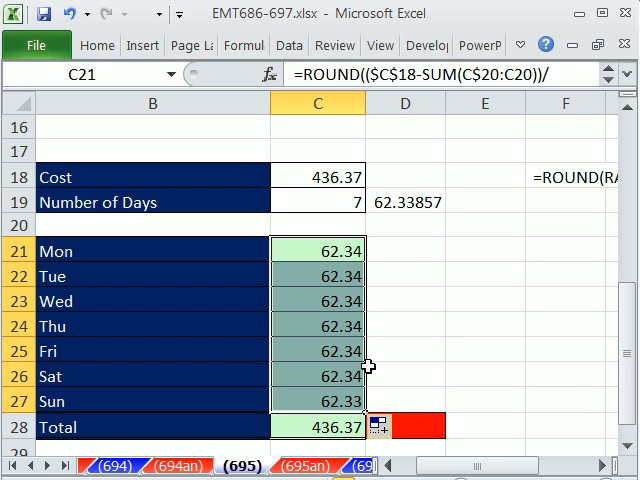 EMT686-697.xlsx - Microsoft Excel
File Home Insert Page La Formul Data Review View Develo PowerP
C21 fx =ROUND(($C$18-SUM(C$20:C20))/
B C D E F
16
17
18 Cost 436.37 =ROUND(RA
19 Number of Days 7 62.33857
20
21 Mon 62.34
22 Tue 62.34
23 Wed 62.34
24 Thu 62.34
25 Fri 62.34
26 Sat 62.34
27 Sun 62.33
28 Total 436.37
29
(694) (694an) (695) (695an) (69